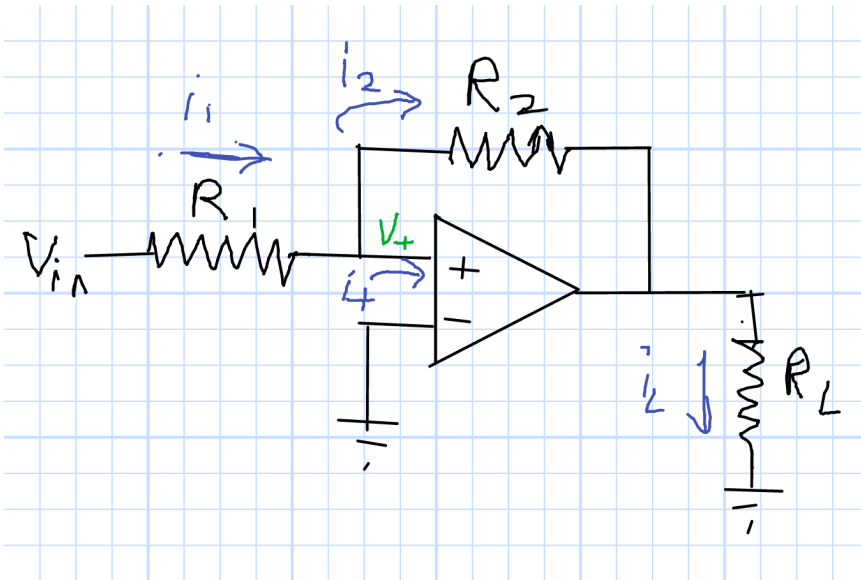 i₂
R₂
i₁
R₁
V₊
Vin
+
i₊
−
iL
RL